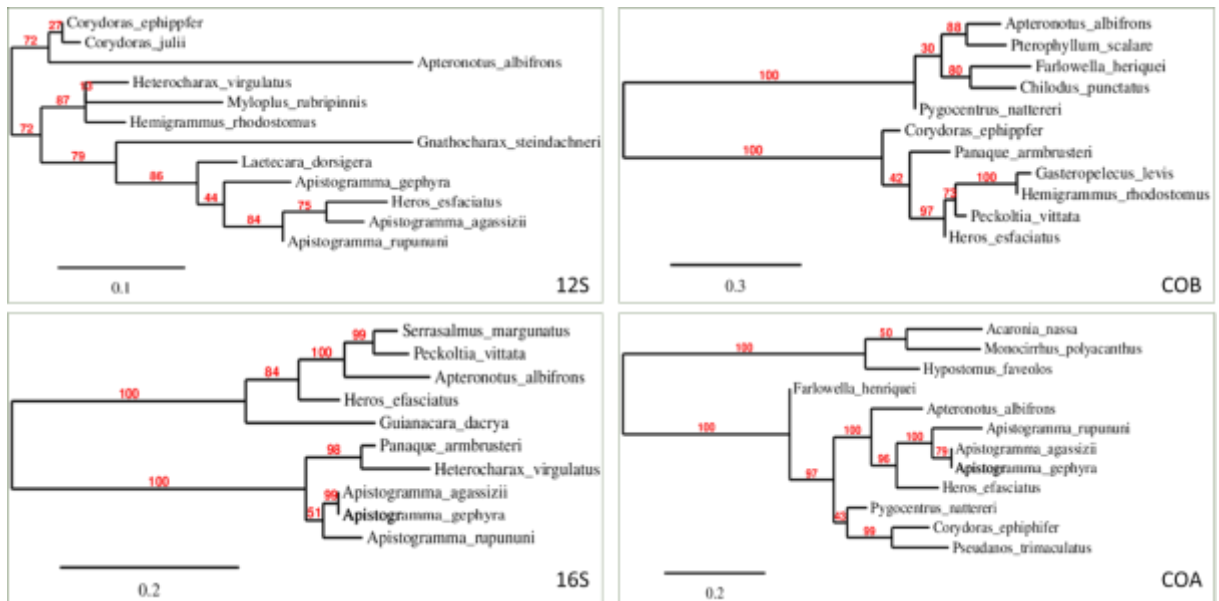 27
Corydoras_ephippfer
72
Corydoras_julii
Apteronotus_albifrons
Heterocharax_virgulatus
13
87
Myloplus_rubripinnis
Hemigrammus_rhodostomus
72
Gnathocharax_steindachneri
79
Laetecara_dorsigera
86
Apistogramma_gephyra
44
Heros_esfaciatus
75
84
Apistogramma_agassizii
Apistogramma_rupununi
0.1
12S
88
Apteronotus_albifrons
30
Pterophyllum_scalare
Farlowella_heriquei
100
80
Chilodus_punctatus
Pygocentrus_nattereri
Corydoras_ephippfer
100
Panaque_armbrusteri
42
100
Gasteropelecus_levis
73
Hemigrammus_rhodostomus
97
Peckoltia_vittata
Heros_esfaciatus
0.3
COB
99
Serrasalmus_margunatus
100
Peckoltia_vittata
84
Apteronotus_albifrons
100
Heros_efasciatus
Guianacara_dacrya
98
Panaque_armbrusteri
Heterocharax_virgulatus
100
99
Apistogramma_agassizii
51
Apistogramma_gephyra
Apistogramma_rupununi
0.2
16S
50
Acaronia_nassa
100
Monocirrhus_polyacanthus
Hypostomus_faveolos
Farlowella_henriquei
Apteronotus_albifrons
100
100
100
Apistogramma_rupununi
79
Apistogramma_agassizii
96
Apistogramma_gephyra
97
Heros_efasciatus
Pygocentrus_nattereri
Corydoras_ephiphifer
99
Pseudanos_trimaculatus
0.2
COA